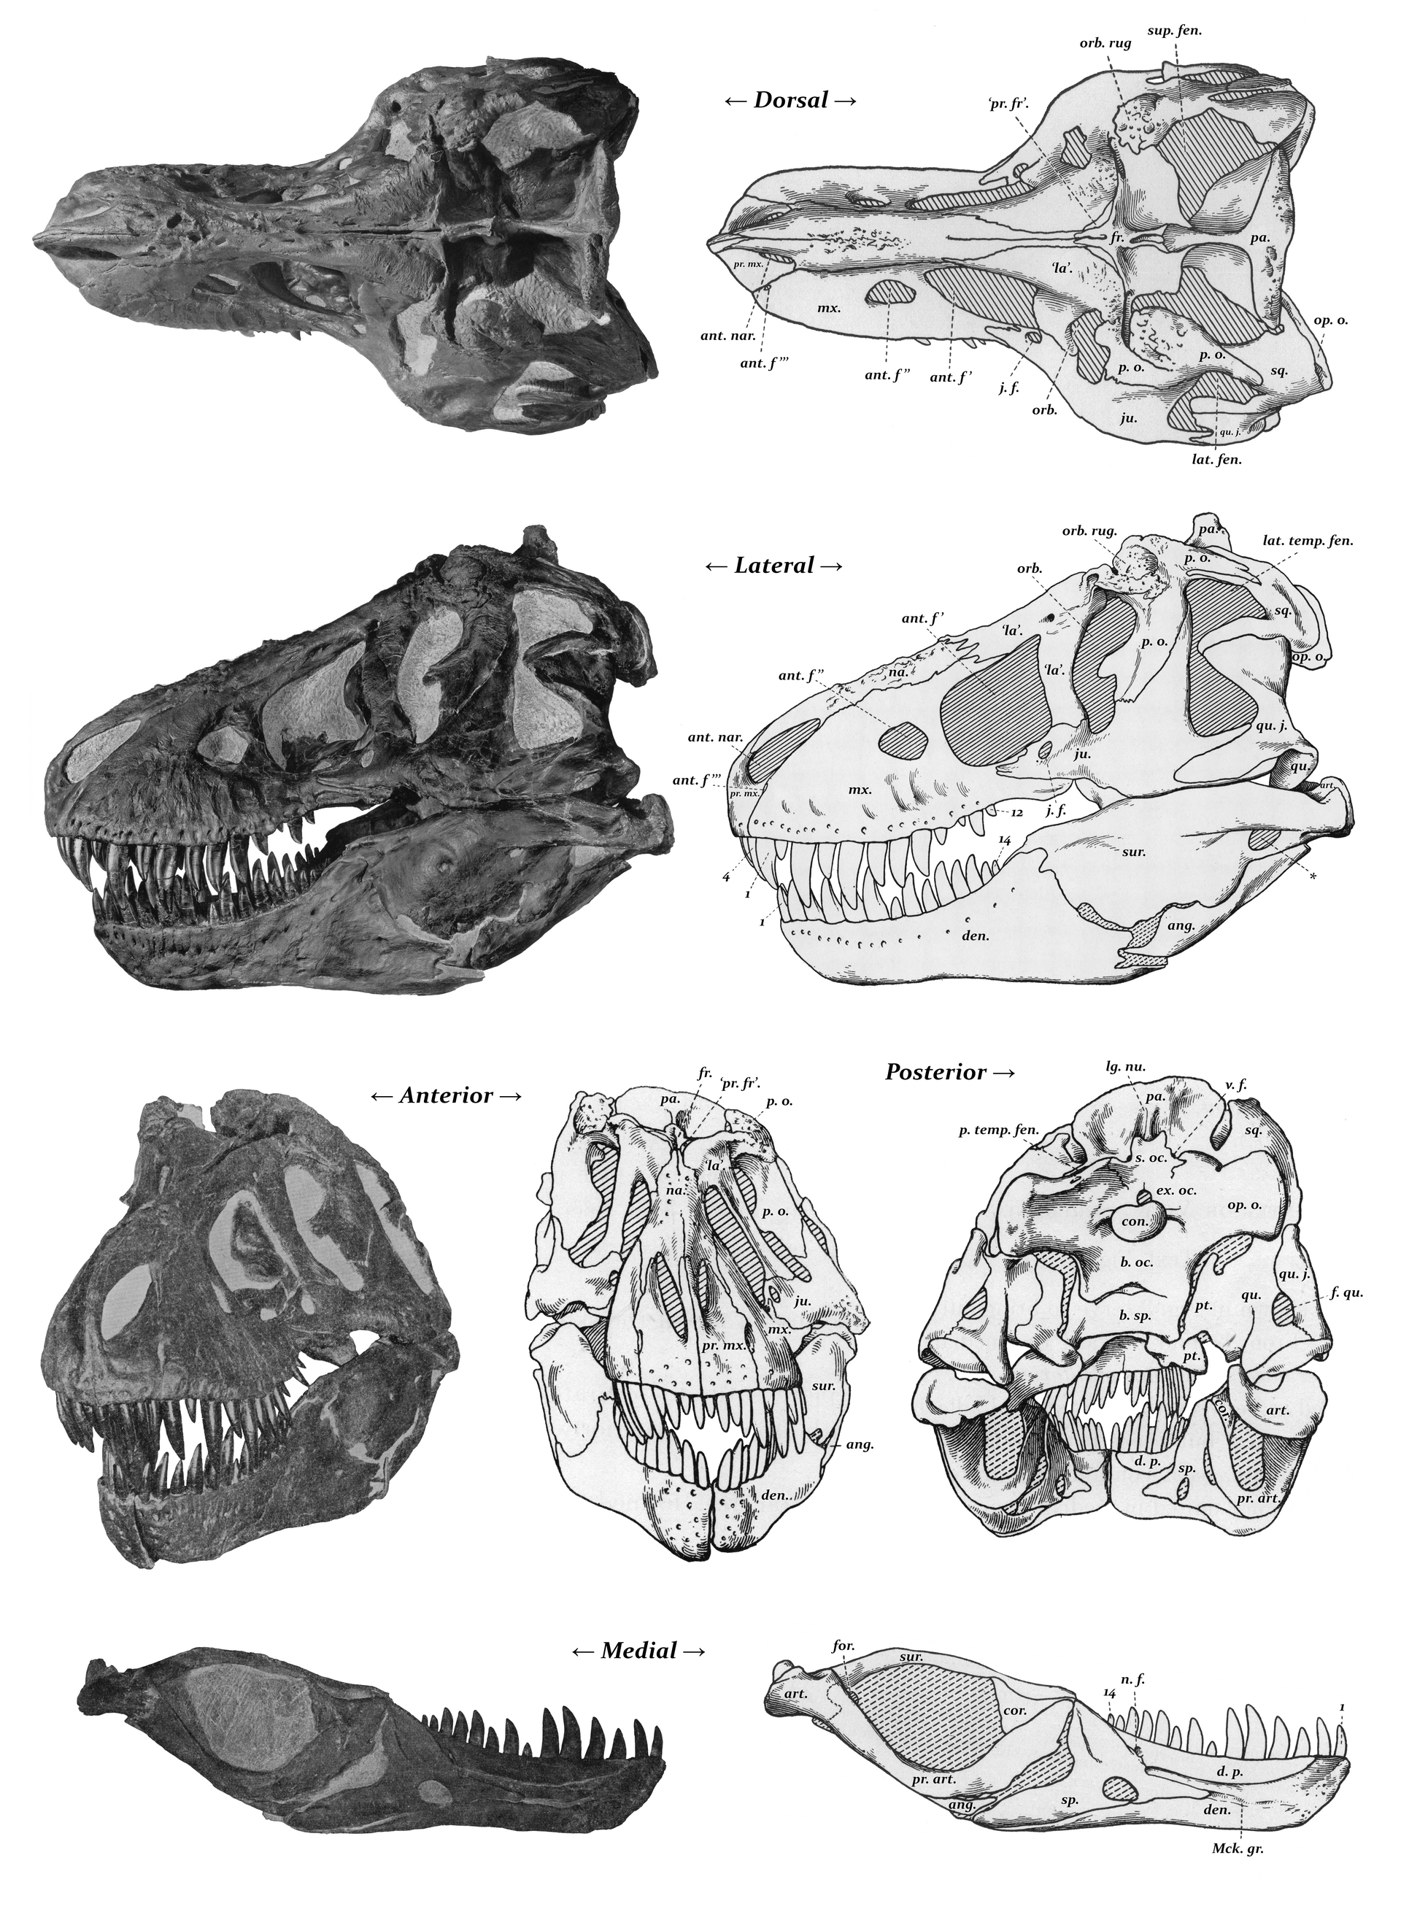 ← Dorsal →
orb. rug
sup. fen.
‘pr. fr’.
pr. mx.
fr.
pa.
‘la’.
mx.
ant. nar.
ant. f ’’’
ant. f ’’
ant. f ’
j. f.
orb.
p. o.
p. o.
sq.
op. o.
ju.
qu. j.
lat. fen.
← Lateral →
orb. rug.
pa.
lat. temp. fen.
orb.
p. o.
ant. f ’
‘la’.
sq.
p. o.
op. o.
ant. f ’’
na.
‘la’.
ant. nar.
qu. j.
ju.
qu.
ant. f ’’’
pr. mx.
mx.
art.
12
j. f.
14
sur.
*
4
1
1
den.
ang.
← Anterior →
fr.
‘pr. fr’.
pa.
p. o.
la’
na.
p. o.
ju.
mx.
pr. mx.
sur.
ang.
den..
Posterior →
lg. nu.
v. f.
pa.
p. temp. fen.
sq.
s. oc.
ex. oc.
op. o.
con.
b. oc.
qu. j.
f. qu.
qu.
pt.
b. sp.
pt.
cor.
art.
d. p.
sp.
pr. art.
← Medial →
for.
sur.
n. f.
14
art.
1
cor.
d. p.
pr. art.
ang.
sp.
den.
Mck. gr.